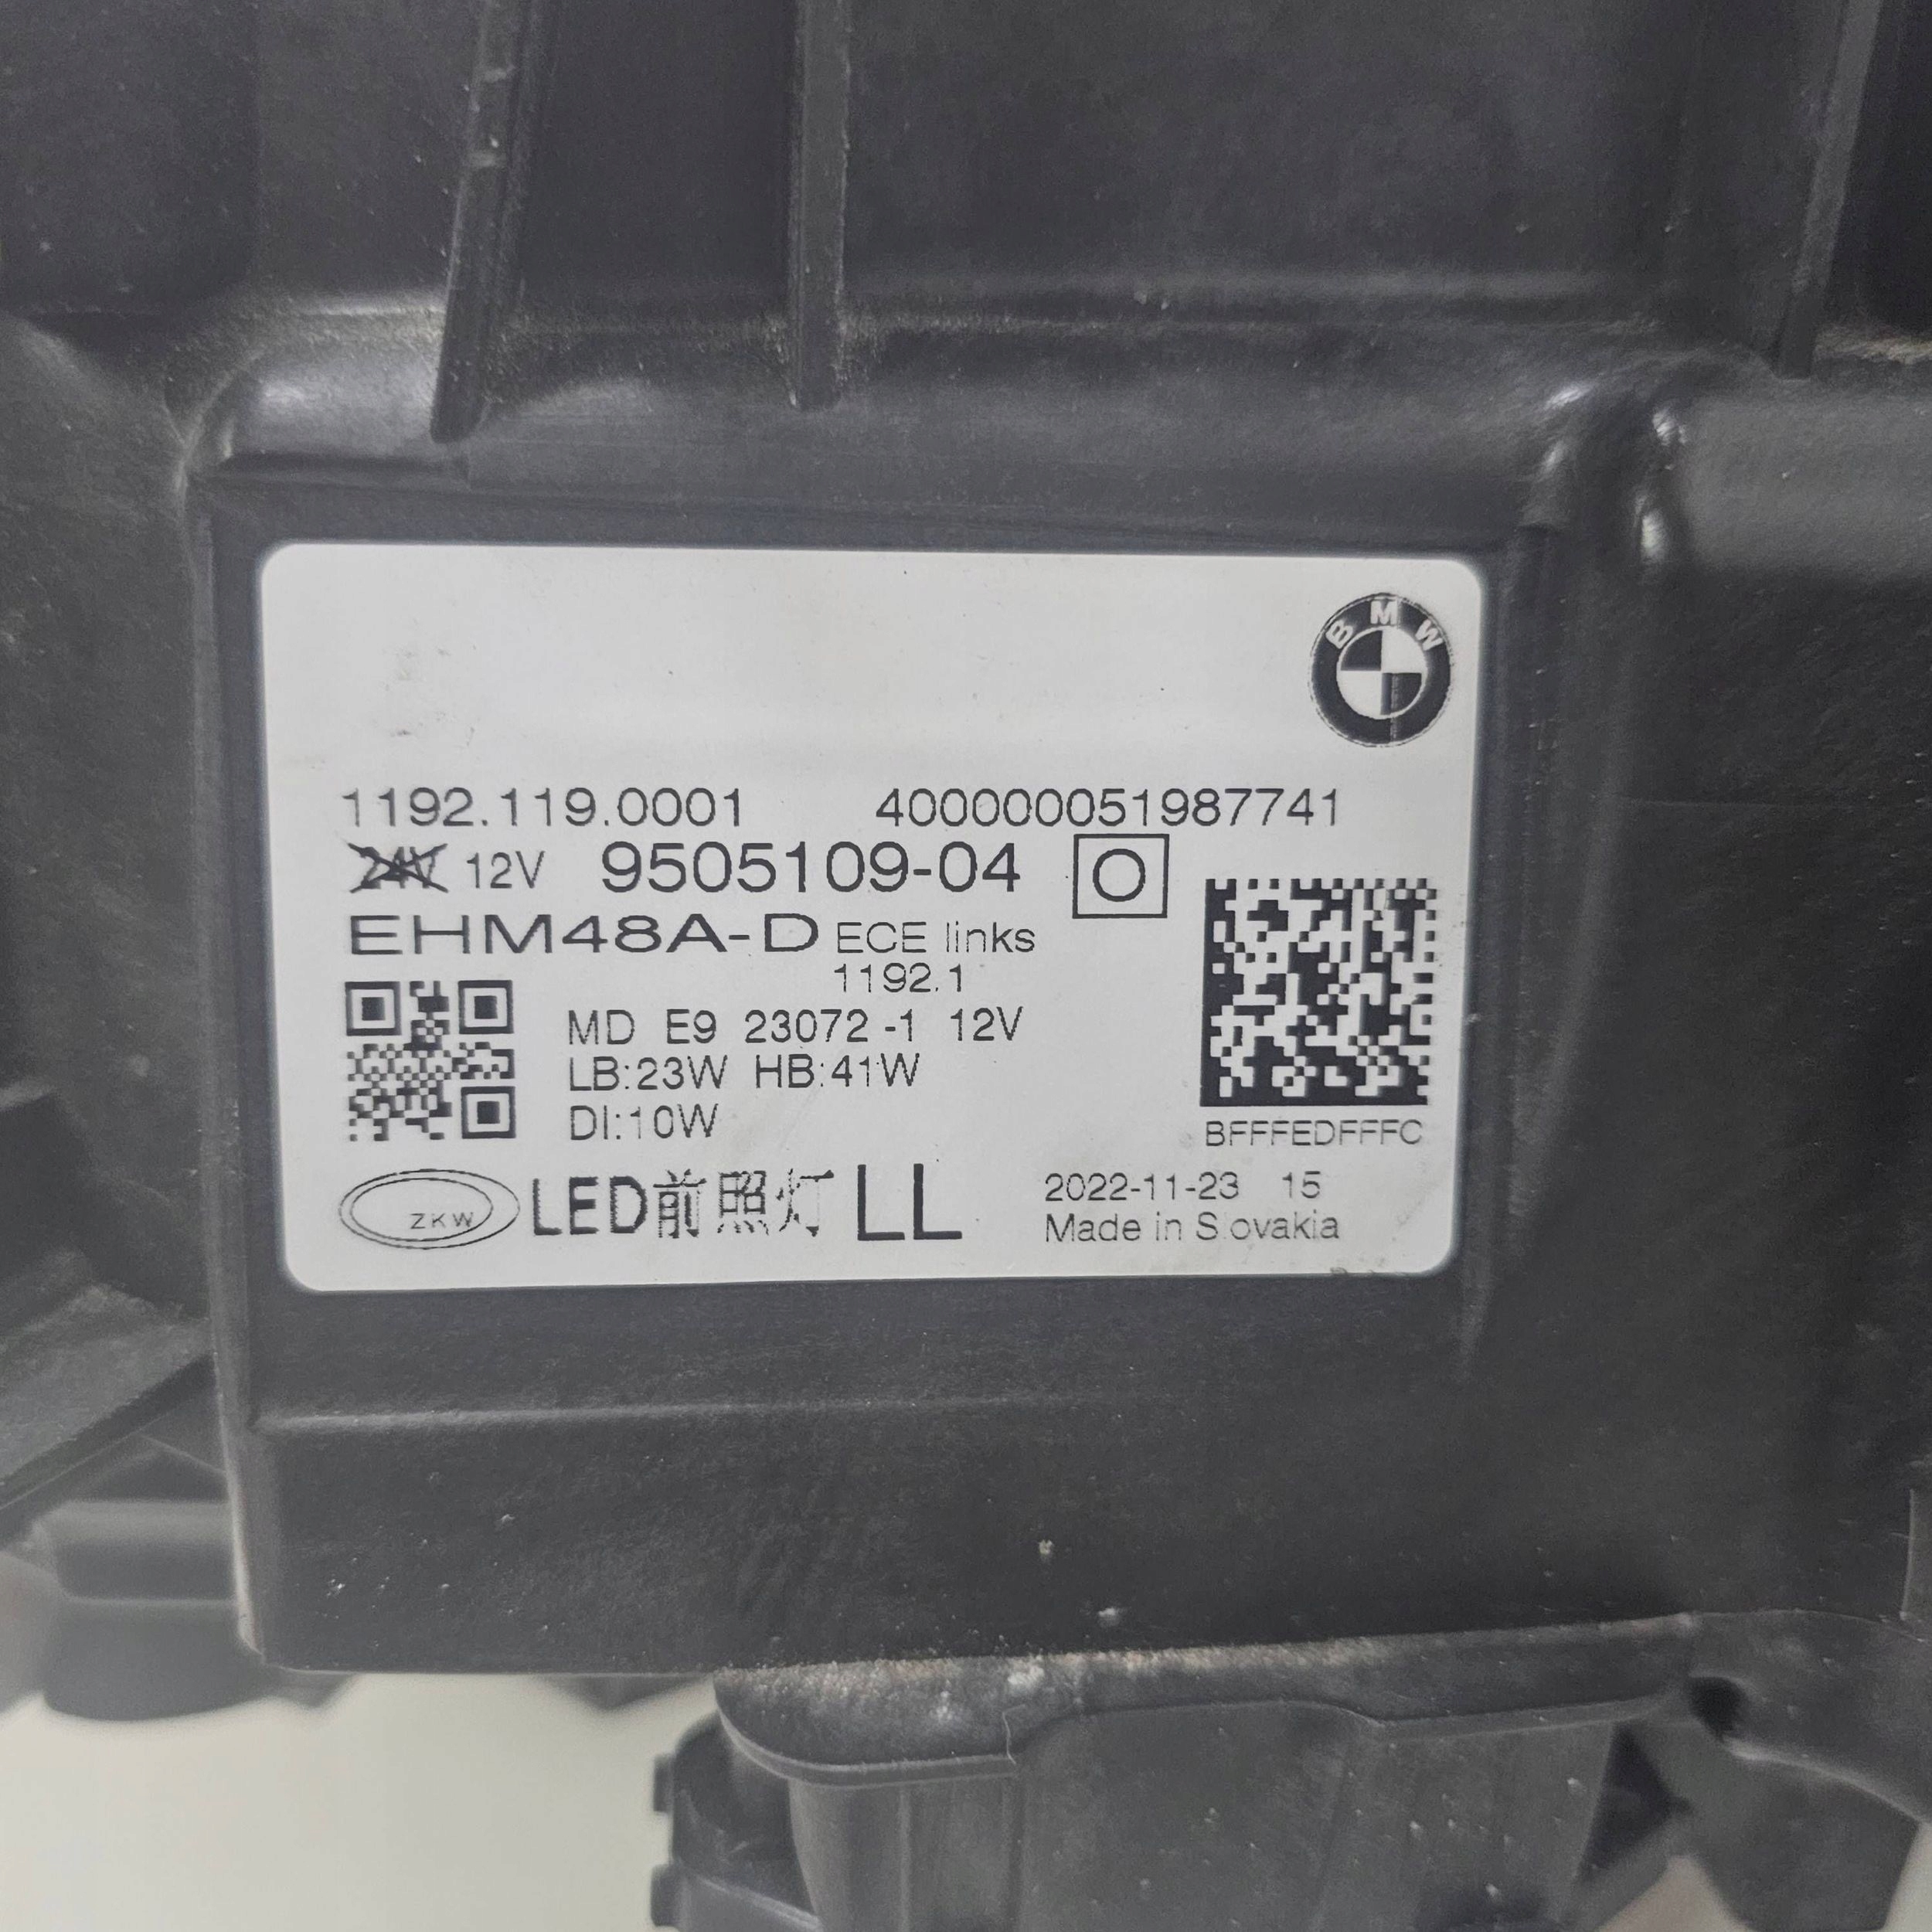 BMW
1192.119.0001 400000051987741
24V 12V 9505109-04 O
EHM48A-D ECE links
1192.1
MD E9 23072 -1 12V
LB:23W HB:41W
DI:10W
BFFFEDFFFC
ZKW LED前照灯 LL
2022-11-23 15
Made in Slovakia